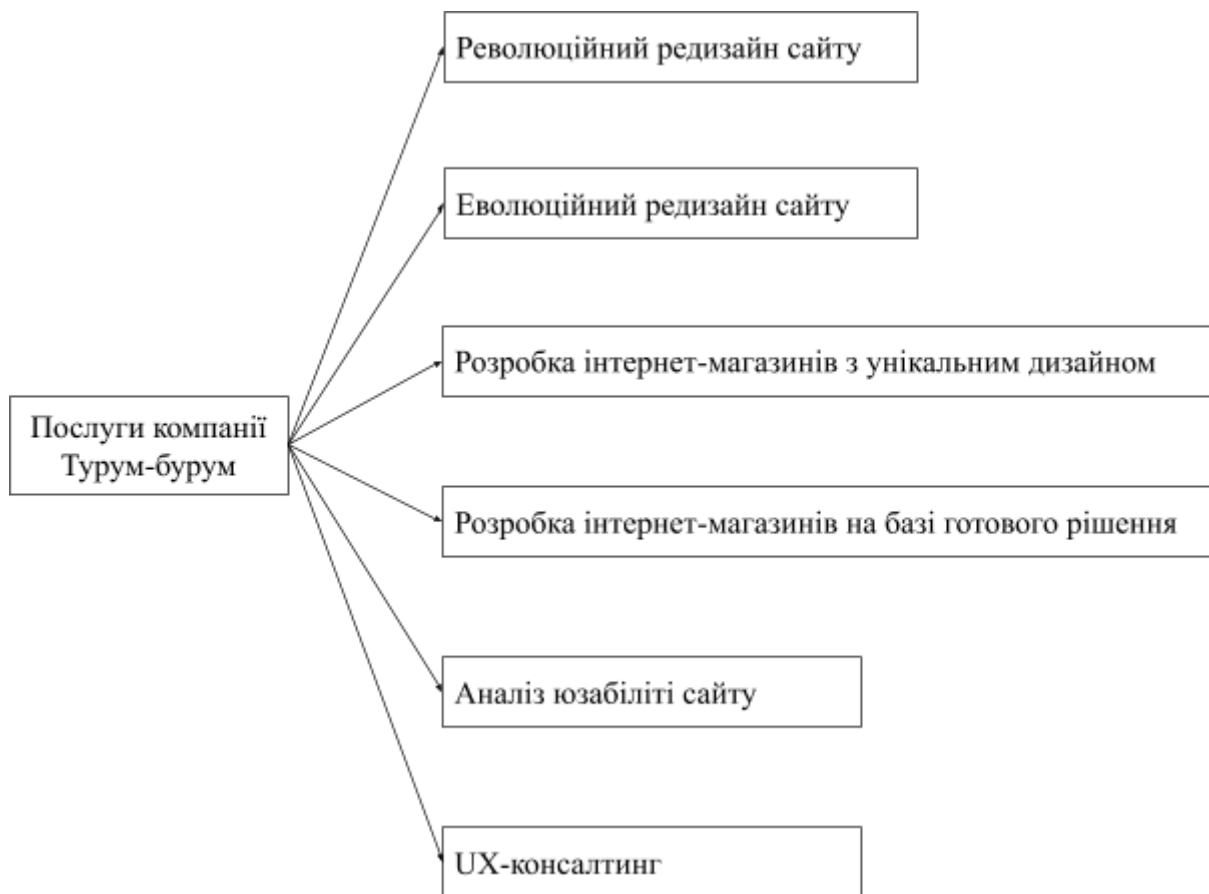 Революційний редизайн сайту
Еволюційний редизайн сайту
Розробка інтернет-магазинів з унікальним дизайном
Послуги компанії
Турум-бурум
Розробка інтернет-магазинів на базі готового рішення
Аналіз юзабіліті сайту
UX-консалтинг